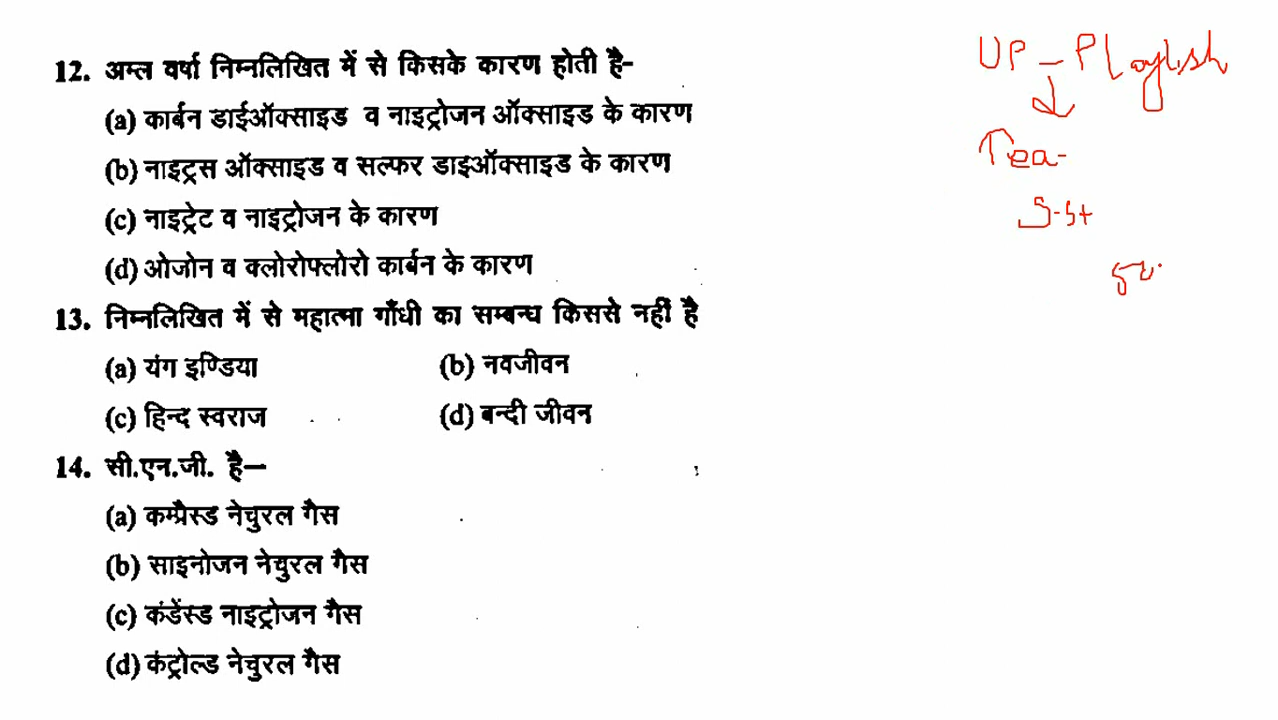 12. अम्ल वर्षा निम्नलिखित में से किसके कारण होती है-
(a) कार्बन डाईऑक्साइड व नाइट्रोजन ऑक्साइड के कारण
(b) नाइट्रस ऑक्साइड व सल्फर डाइऑक्साइड के कारण
(c) नाइट्रेट व नाइट्रोजन के कारण
(d) ओजोन व क्लोरोफ्लोरो कार्बन के कारण
13. निम्नलिखित में से महात्मा गाँधी का सम्बन्ध किससे नहीं है
(a) यंग इण्डिया (b) नवजीवन
(c) हिन्द स्वराज (d) बन्दी जीवन
14. सी.एन.जी. है—
(a) कम्प्रैस्ड नेचुरल गैस
(b) साइनोजन नेचुरल गैस
(c) कंडेंस्ड नाइट्रोजन गैस
(d) कंट्रोल्ड नेचुरल गैस
UP - Playlish
Tea-